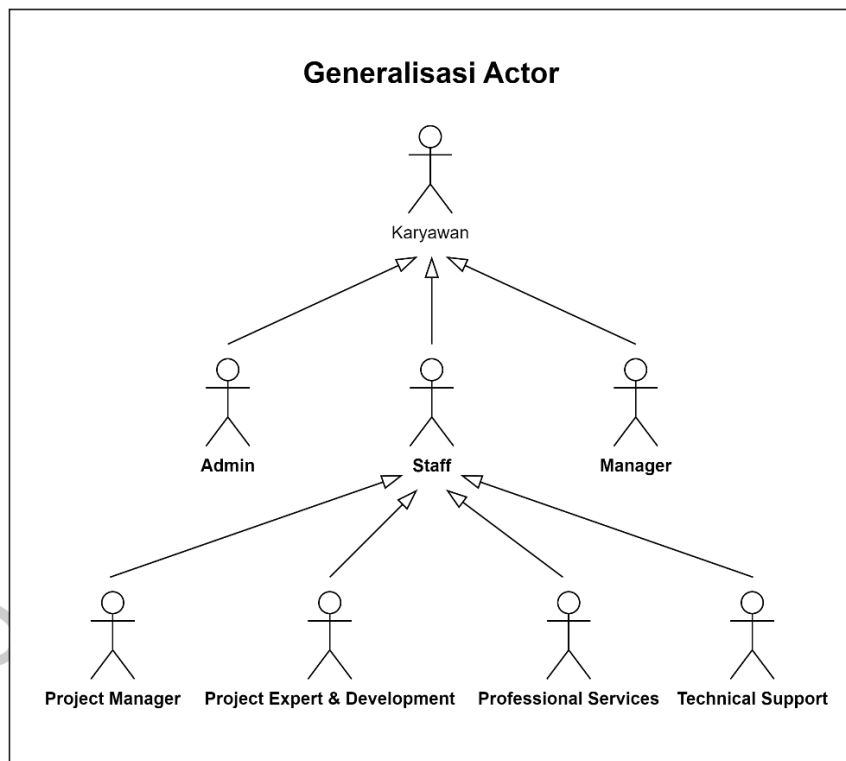 Generalisasi Actor
Karyawan
Admin
Staff
Manager
Project Manager
Project Expert & Development
Professional Services
Technical Support